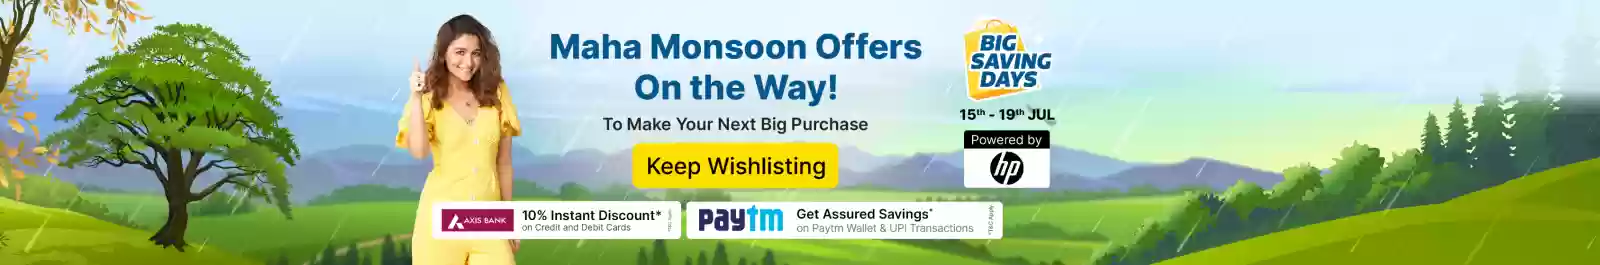 Maha Monsoon Offers
On the Way!
To Make Your Next Big Purchase
Keep Wishlisting
BIG
SAVING
DAYS
15th - 19th JUL
Powered by
hp
AXIS BANK
10% Instant Discount*
on Credit and Debit Cards
*T&C Apply
paytm
Get Assured Savings*
on Paytm Wallet & UPI Transactions
*T&C Apply